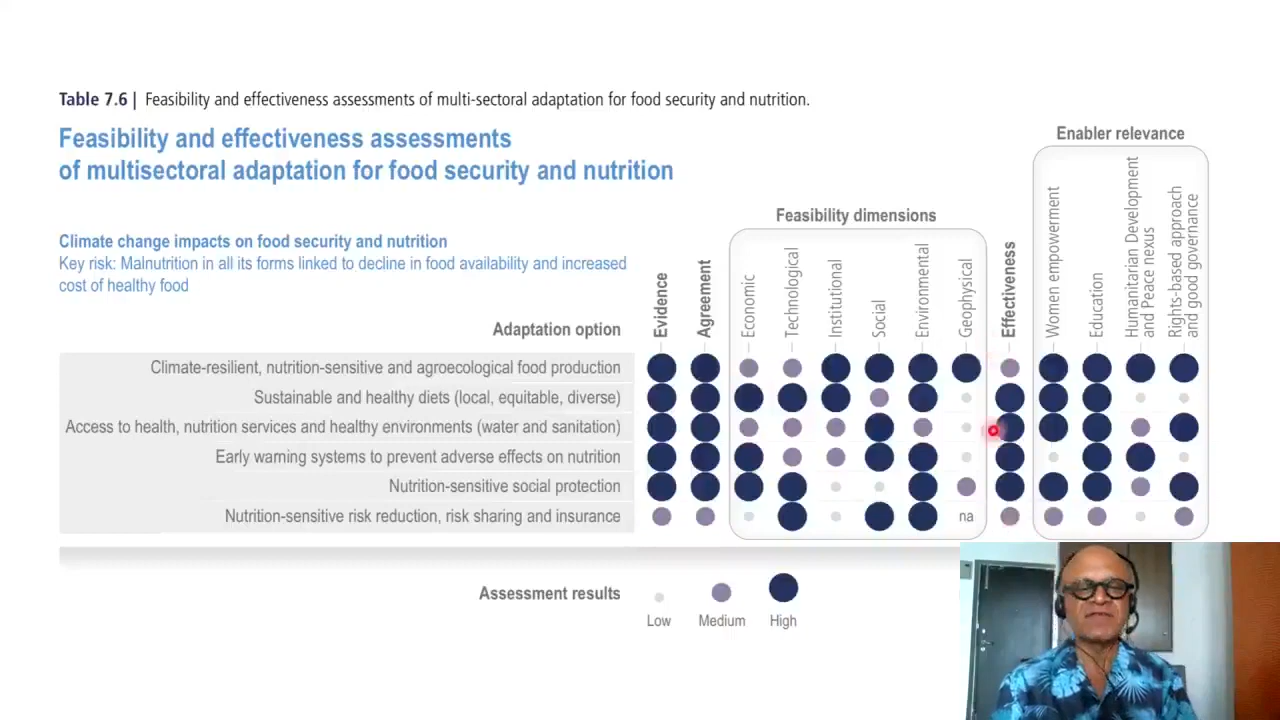 Table 7.6 | Feasibility and effectiveness assessments of multi-sectoral adaptation for food security and nutrition.
Feasibility and effectiveness assessments
of multisectoral adaptation for food security and nutrition
Climate change impacts on food security and nutrition
Key risk: Malnutrition in all its forms linked to decline in food availability and increased
cost of healthy food
Enabler relevance
Feasibility dimensions
Adaptation option
Evidence
Agreement
Economic
Technological
Institutional
Social
Environmental
Geophysical
Effectiveness
Women empowerment
Education
Humanitarian Development
and Peace nexus
Rights-based approach
and good governance
Climate-resilient, nutrition-sensitive and agroecological food production
Sustainable and healthy diets (local, equitable, diverse)
Access to health, nutrition services and healthy environments (water and sanitation)
Early warning systems to prevent adverse effects on nutrition
Nutrition-sensitive social protection
Nutrition-sensitive risk reduction, risk sharing and insurance
na
Assessment results
Low
Medium
High